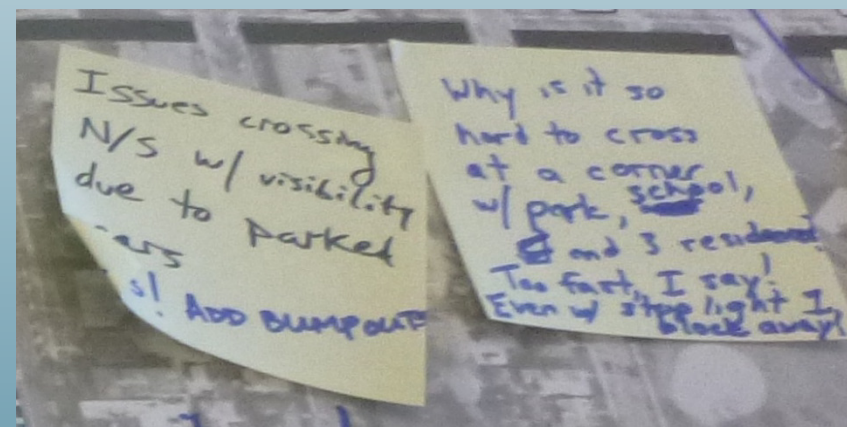 Issues crossing
N/S w/ visibility
due to parked
s! ADD BUMPOUTS
Why is it so
hard to cross
at a corner
w/ park, school,
and 3 residences?
Too fast, I say!
Even w/ stop light 1
block away!